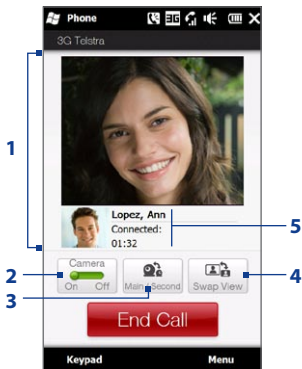 Phone
3G Telstra
1
Lopez, Ann
Connected:
01:32
5
2
Camera
On Off
Main / Second
Swap View
4
3
End Call
Keypad Menu